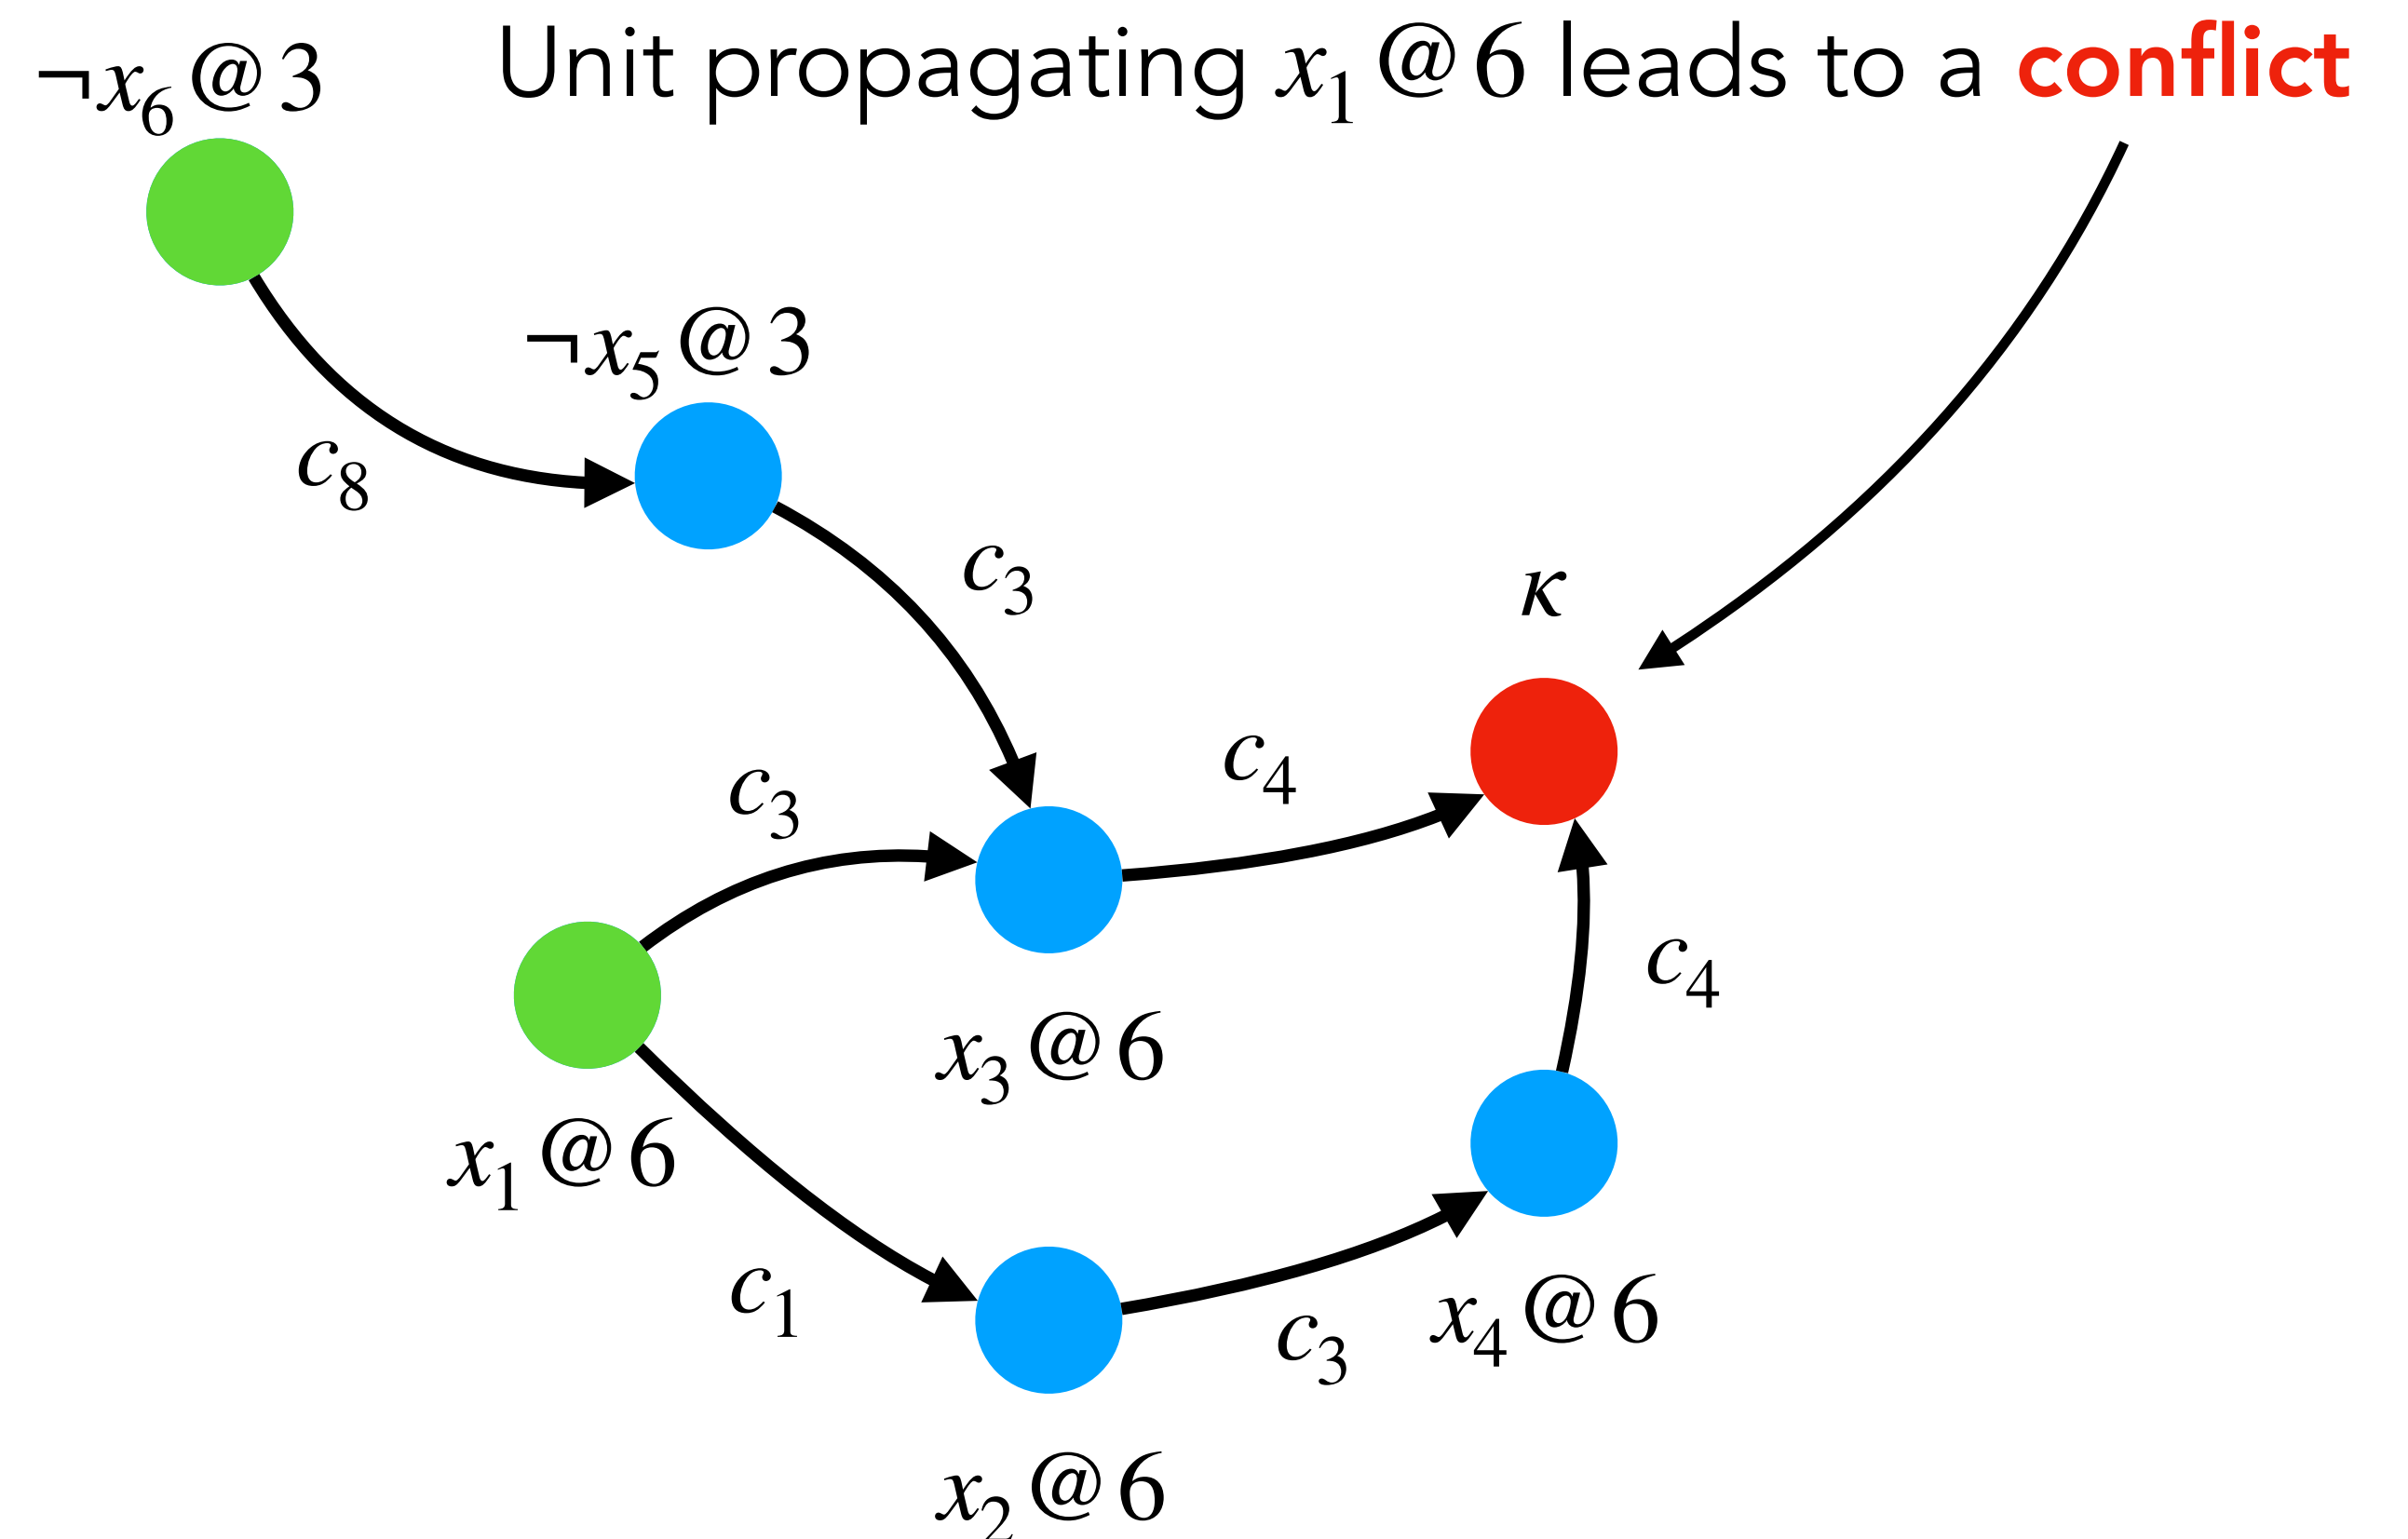 Unit propagating x₁@6 leads to a conflict
¬x₆@3
¬x₅@3
c₈
c₃
κ
c₄
c₃
c₄
x₃@6
x₁@6
c₁
c₃
x₄@6
x₂@6